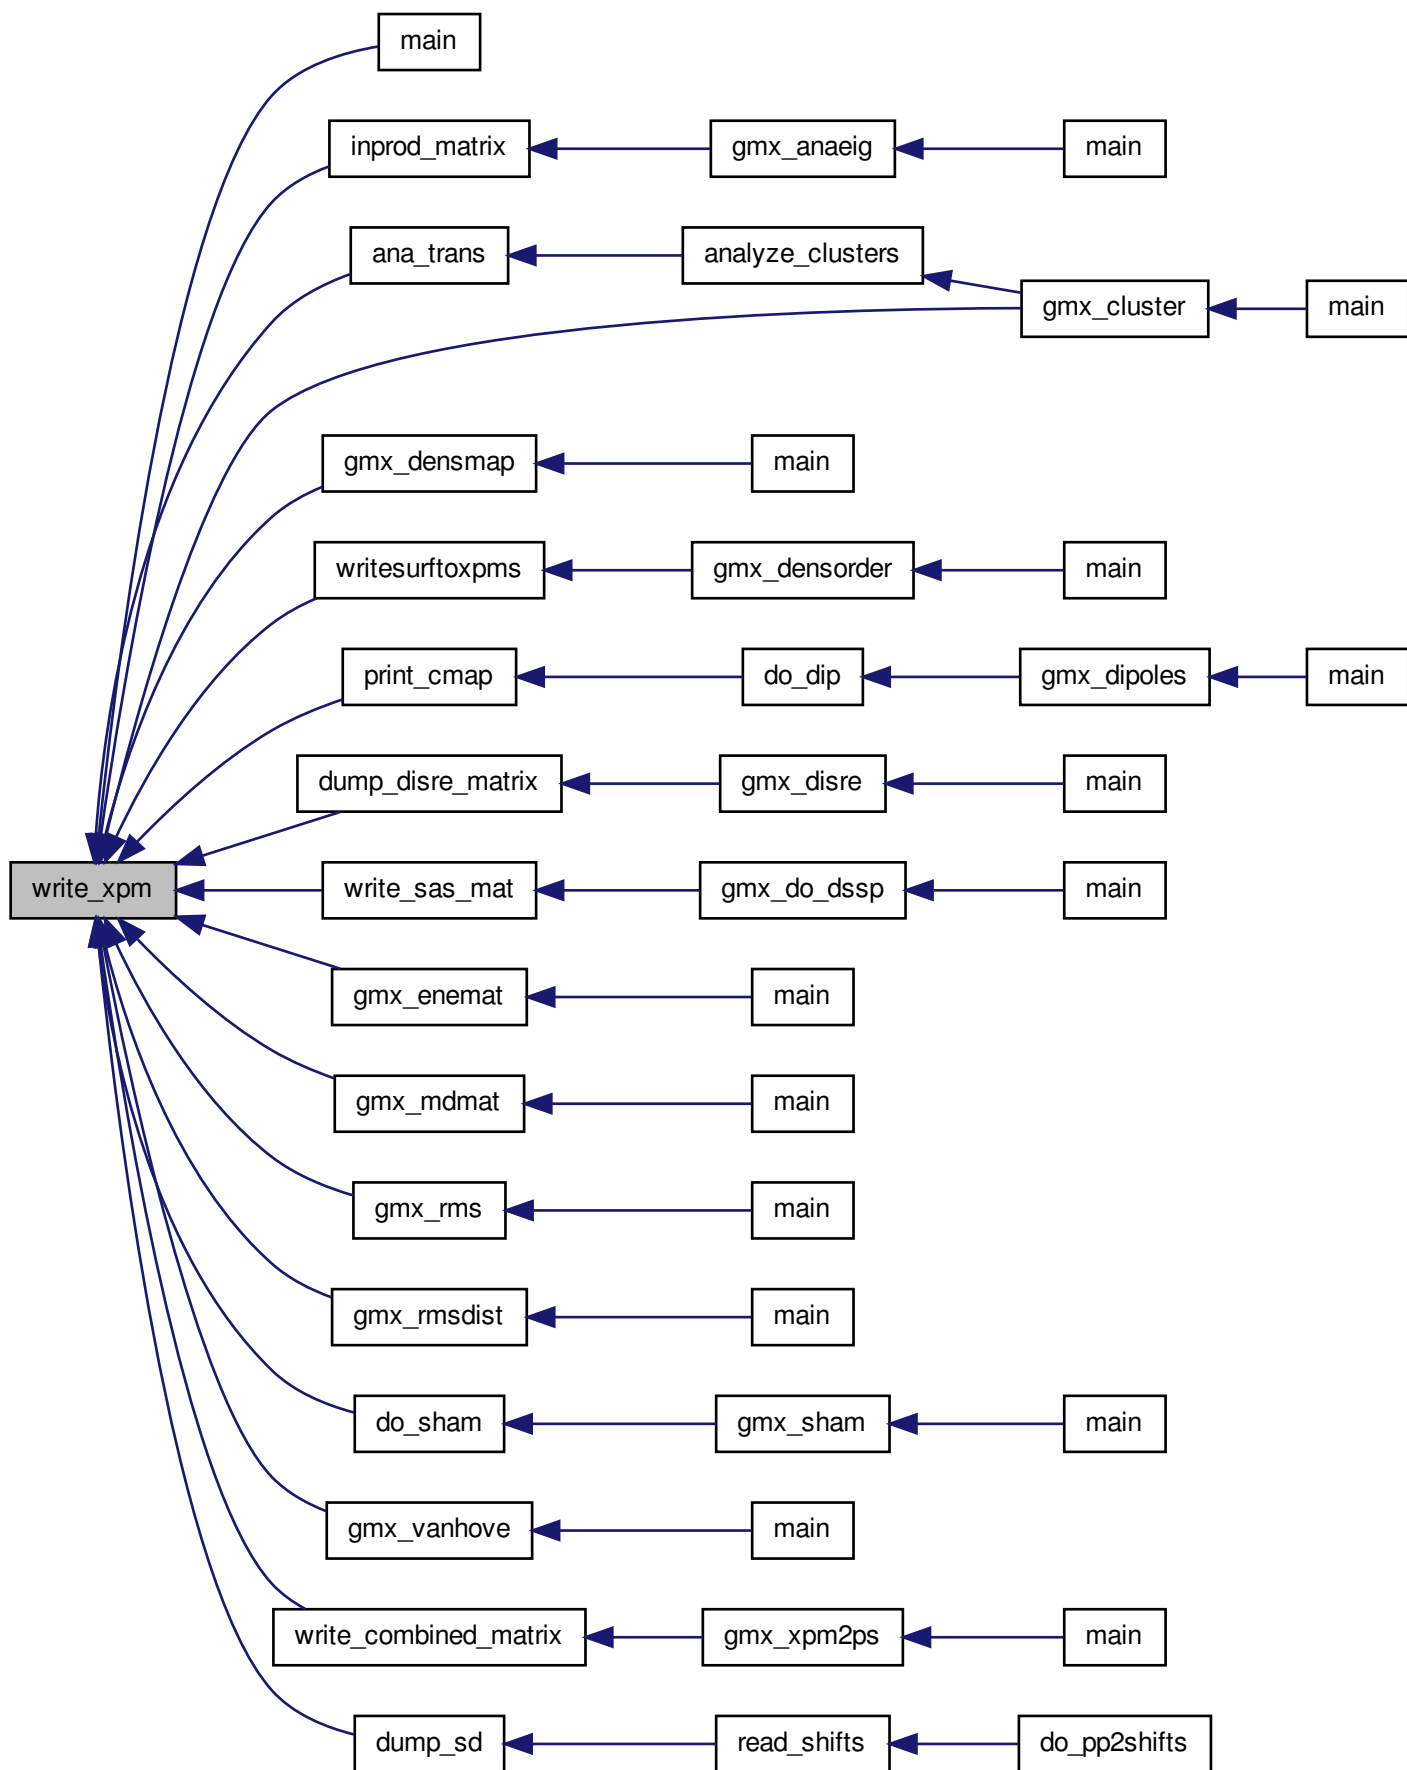 main
inprod_matrix
gmx_anaeig
main
ana_trans
analyze_clusters
gmx_cluster
main
gmx_densmap
main
writesurftoxpms
gmx_densorder
main
print_cmap
do_dip
gmx_dipoles
main
dump_disre_matrix
gmx_disre
main
write_xpm
write_sas_mat
gmx_do_dssp
main
gmx_enemat
main
gmx_mdmat
main
gmx_rms
main
gmx_rmsdist
main
do_sham
gmx_sham
main
gmx_vanhove
main
write_combined_matrix
gmx_xpm2ps
main
dump_sd
read_shifts
do_pp2shifts